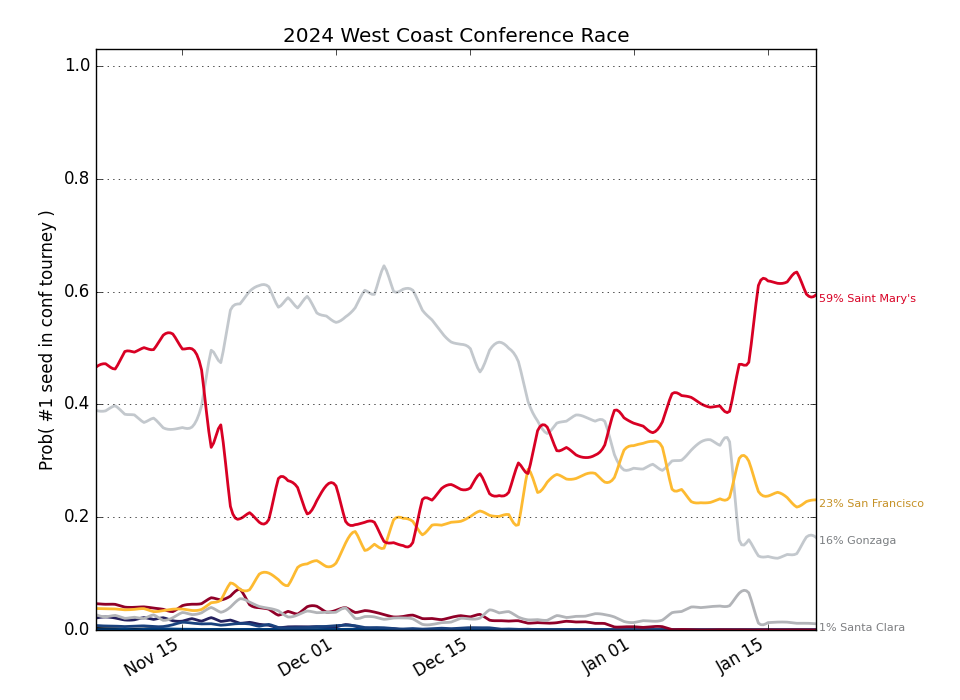 2024 West Coast Conference Race
Prob( #1 seed in conf tourney )
1.0
0.8
0.6
0.4
0.2
0.0
59% Saint Mary's
23% San Francisco
16% Gonzaga
1% Santa Clara
Nov 15
Dec 01
Dec 15
Jan 01
Jan 15